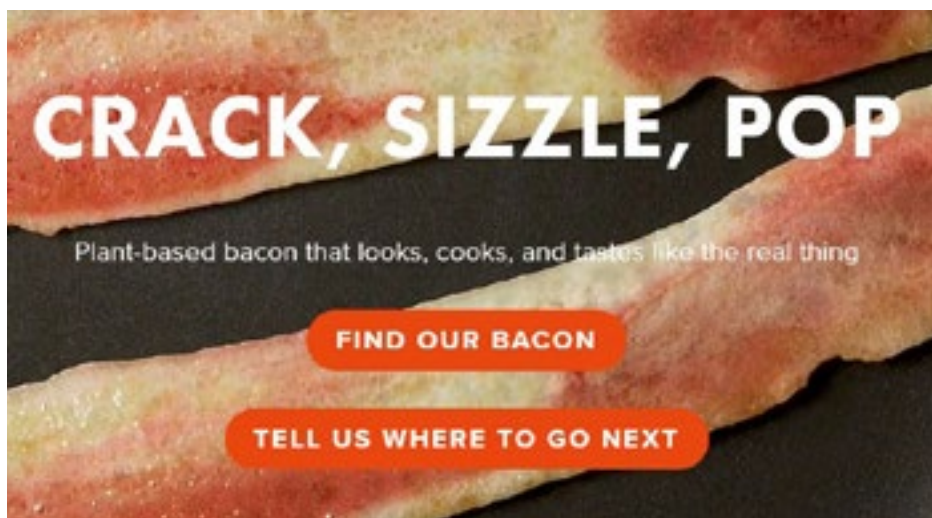 CRACK, SIZZLE, POP
Plant-based bacon that looks, cooks, and tastes like the real thing
FIND OUR BACON
TELL US WHERE TO GO NEXT